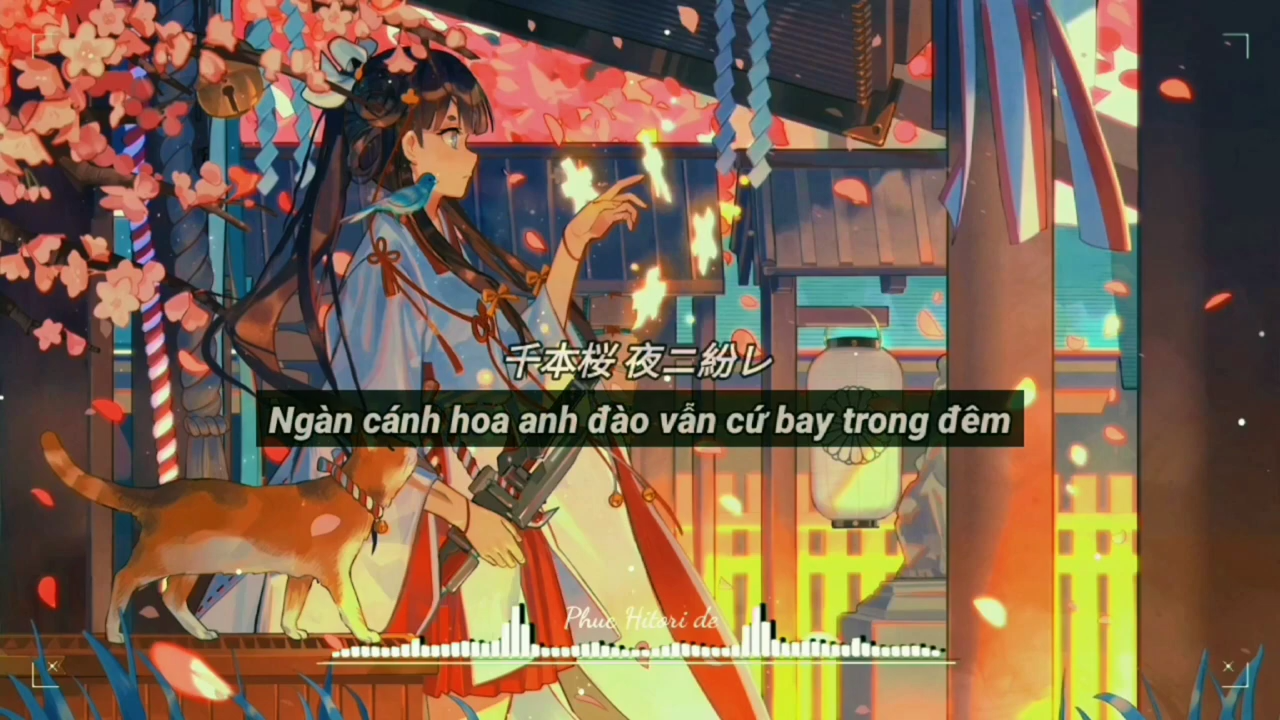 千本桜 夜ニ紛レ
Ngàn cánh hoa anh đào vẫn cứ bay trong đêm
Phuc Hitori de